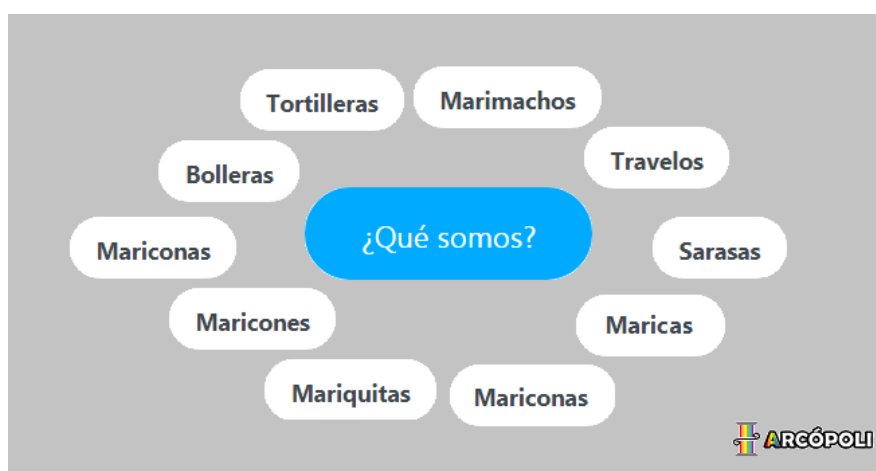 Tortilleras
Marimachos
Bolleras
Travelos
¿Qué somos?
Mariconas
Sarasas
Maricones
Maricas
Mariquitas
Mariconas
ARCÓPOLI